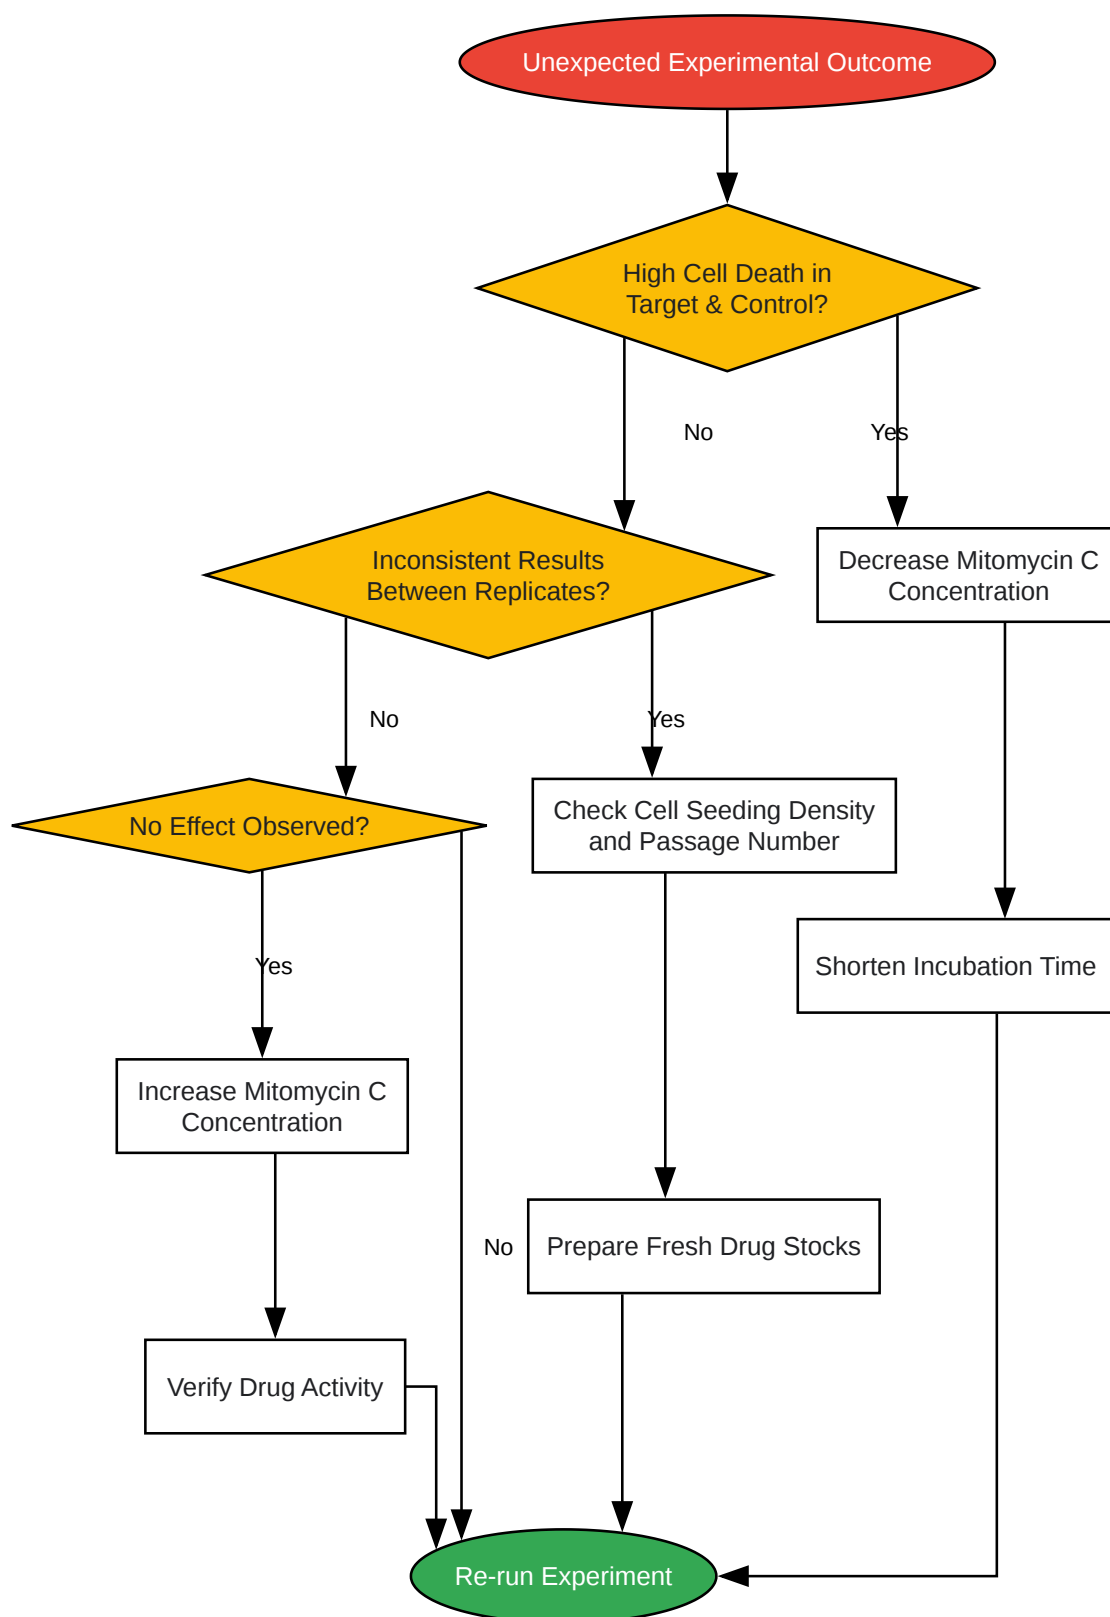 Unexpected Experimental Outcome
High Cell Death in
Target & Control?
No
Yes
Inconsistent Results
Between Replicates?
Decrease Mitomycin C
Concentration
No
Yes
No Effect Observed?
Check Cell Seeding Density
and Passage Number
Yes
Shorten Incubation Time
Increase Mitomycin C
Concentration
No
Prepare Fresh Drug Stocks
Verify Drug Activity
Re-run Experiment